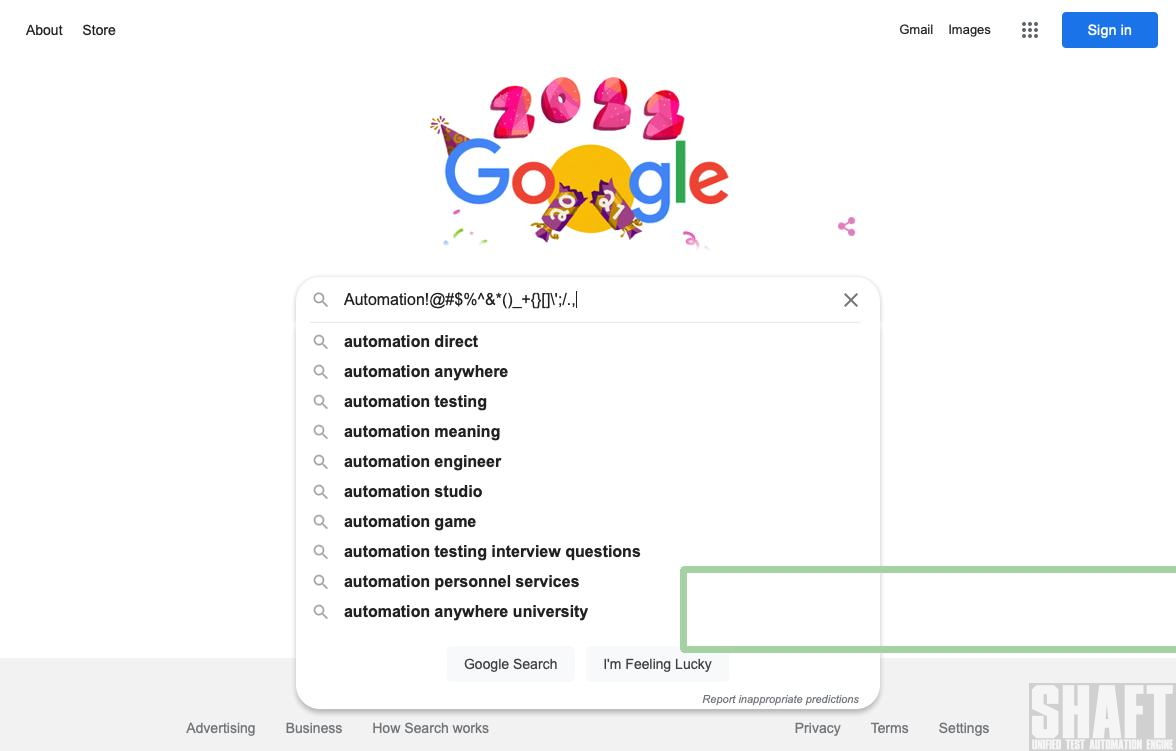 About Store Gmail Images Sign in
2022
Google
20 21
Automation!@#$%^&*()_+{}[]\';/.,
automation direct
automation anywhere
automation testing
automation meaning
automation engineer
automation studio
automation game
automation testing interview questions
automation personnel services
automation anywhere university
Google Search I'm Feeling Lucky
Report inappropriate predictions
Advertising Business How Search works Privacy Terms Settings
SHAFT
UNIFIED TEST AUTOMATION ENGINE